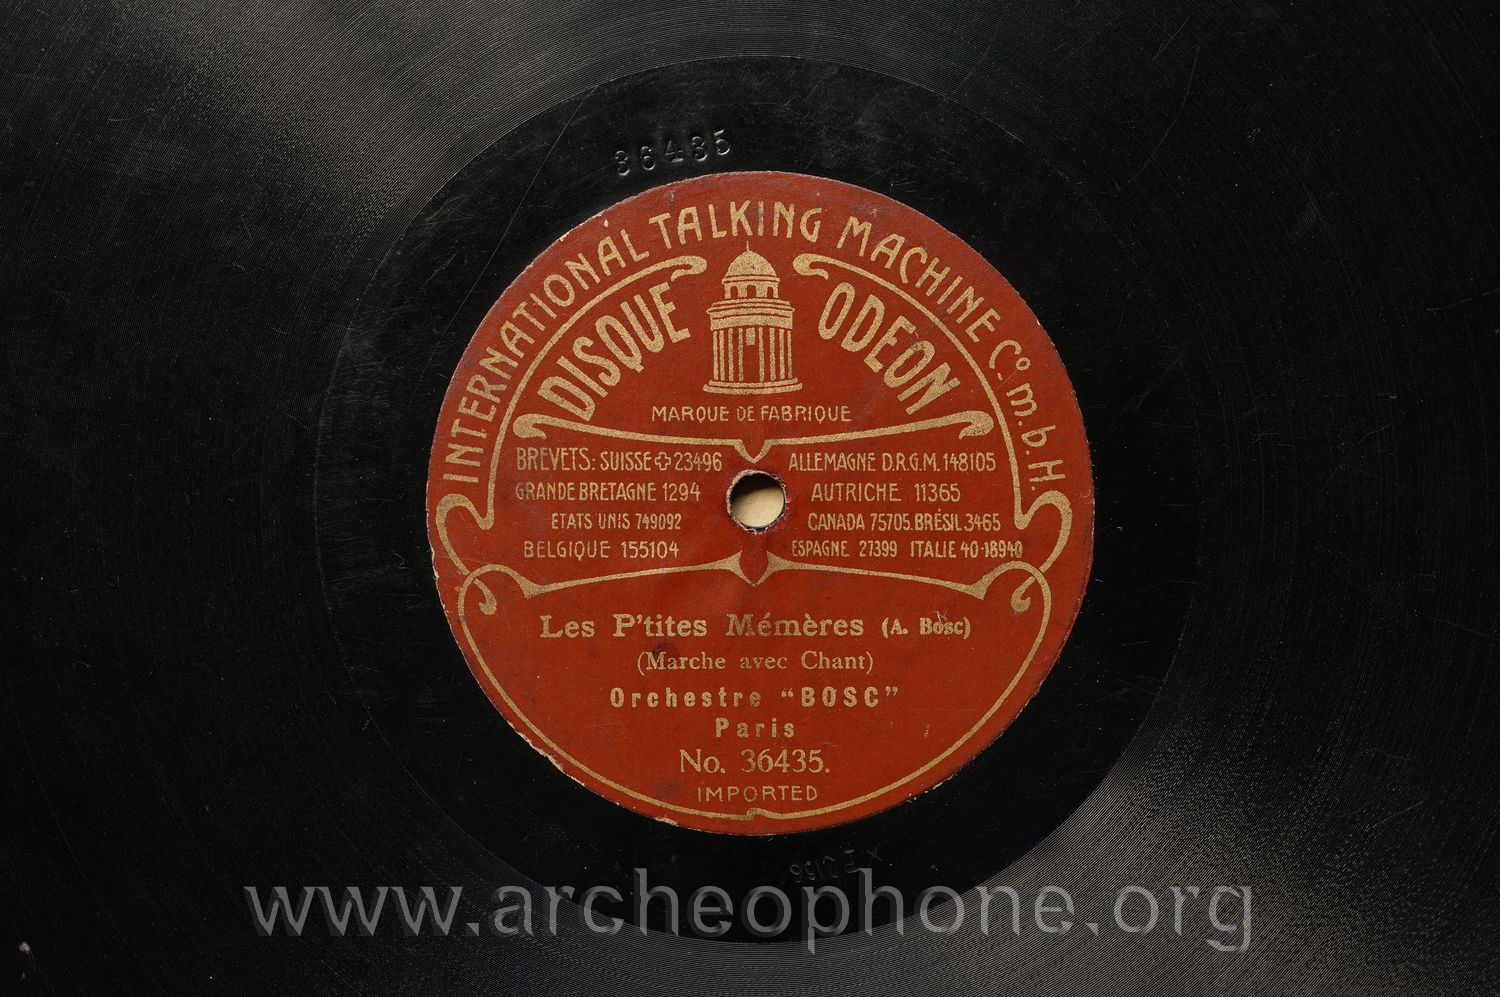 36435
INTERNATIONAL TALKING MACHINE Co. m. b. H.
DISQUE ODEON
MARQUE DE FABRIQUE
BREVETS: SUISSE 23496 ALLEMAGNE D.R.G.M. 148105
GRANDE BRETAGNE 1294 AUTRICHE 11365
ETATS UNIS 749092 CANADA 75705. BRÉSIL 3465
BELGIQUE 155104 ESPAGNE 27399 ITALIE 40-18940
Les P'tites Mémères (A. Bosc)
(Marche avec Chant)
Orchestre "BOSC"
Paris
No. 36435.
IMPORTED
www.archeophone.org